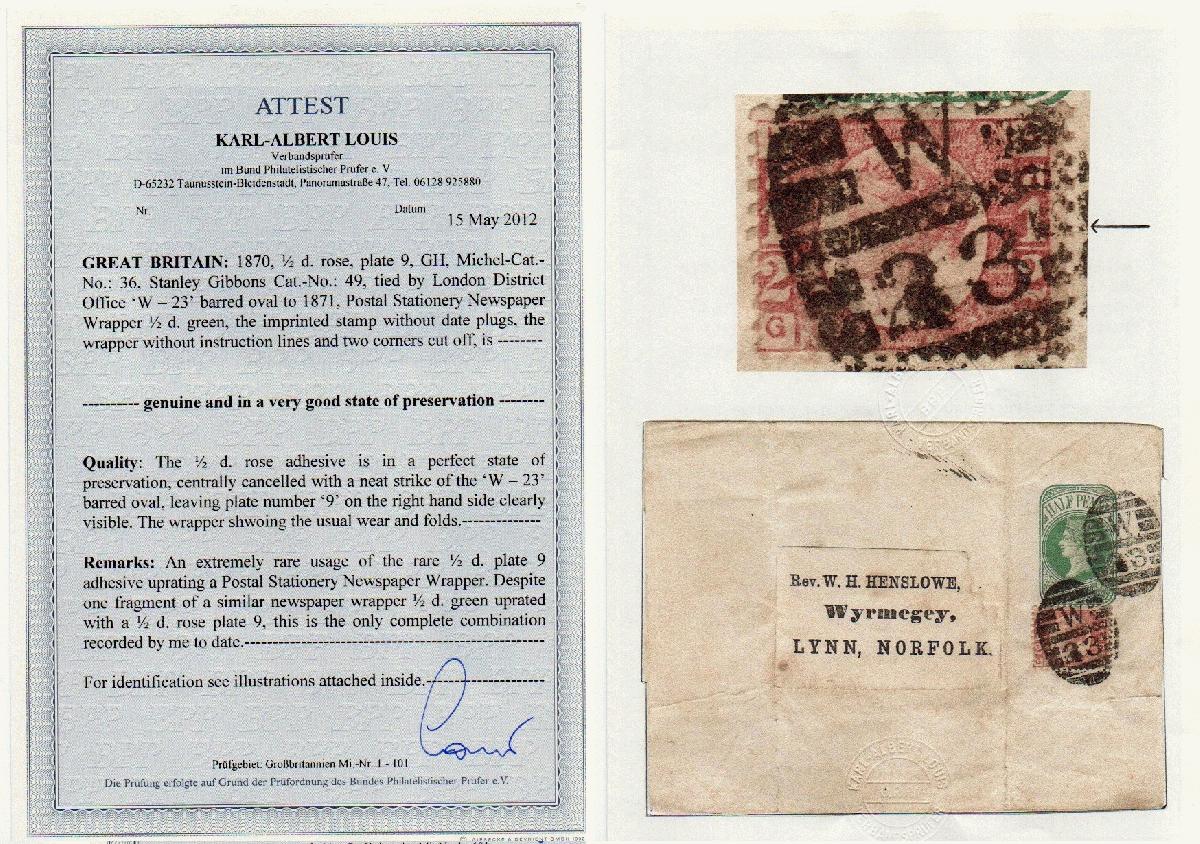 ATTEST
KARL-ALBERT LOUIS
Verbandsprüfer
im Bund Philatelistischer Prüfer e. V.
D-65232 Taunusstein-Bleidenstadt, Panoramastraße 47, Tel. 06128 925880
Nr. Datum
15 May 2012
GREAT BRITAIN: 1870, ½ d. rose, plate 9, GH, Michel-Cat.-
No.: 36. Stanley Gibbons Cat.-No.: 49, tied by London District
Office ‘W – 23’ barred oval to 1871, Postal Stationery Newspaper
Wrapper ½ d. green, the imprinted stamp without date plugs, the
wrapper without instruction lines and two corners cut off, is --------
---------- genuine and in a very good state of preservation --------
Quality: The ½ d. rose adhesive is in a perfect state of
preservation, centrally cancelled with a neat strike of the ‘W – 23’
barred oval, leaving plate number ‘9’ on the right hand side clearly
visible. The wrapper shwoing the usual wear and folds.--------------
Remarks: An extremely rare usage of the rare ½ d. plate 9
adhesive uprating a Postal Stationery Newspaper Wrapper. Despite
one fragment of a similar newspaper wrapper ½ d. green uprated
with a ½ d. rose plate 9, this is the only complete combination
recorded by me to date.----------------------------------------------------
For identification see illustrations attached inside.---------------------
Louis
Prüfgebiet: Großbritannien Mi.-Nr. 1 - 101
Die Prüfung erfolgte auf Grund der Prüfordnung des Bundes Philatelistischer Prüfer e.V.
W
23
2
G
HALF PE
W
3
W
23
Rev. W. H. HENSLOWE,
Wyrmegey,
LYNN, NORFOLK.